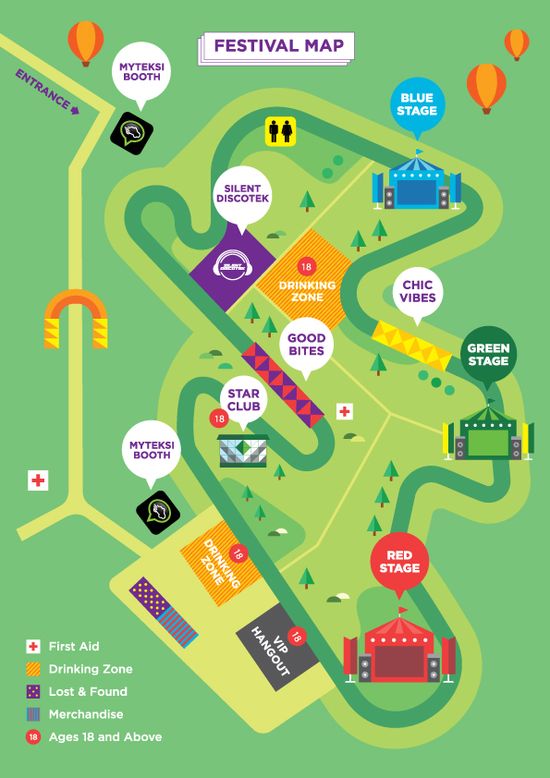 FESTIVAL MAP
MYTEKSI
BOOTH
ENTRANCE
BLUE
STAGE
SILENT
DISCOTEK
SILENT
DISCOTEK
18
DRINKING
ZONE
CHIC
VIBES
GOOD
BITES
GREEN
STAGE
STAR
CLUB
18
MYTEKSI
BOOTH
DRINKING
ZONE
18
RED
STAGE
VIP
HANGOUT
18
First Aid
Drinking Zone
Lost & Found
Merchandise
18 Ages 18 and Above